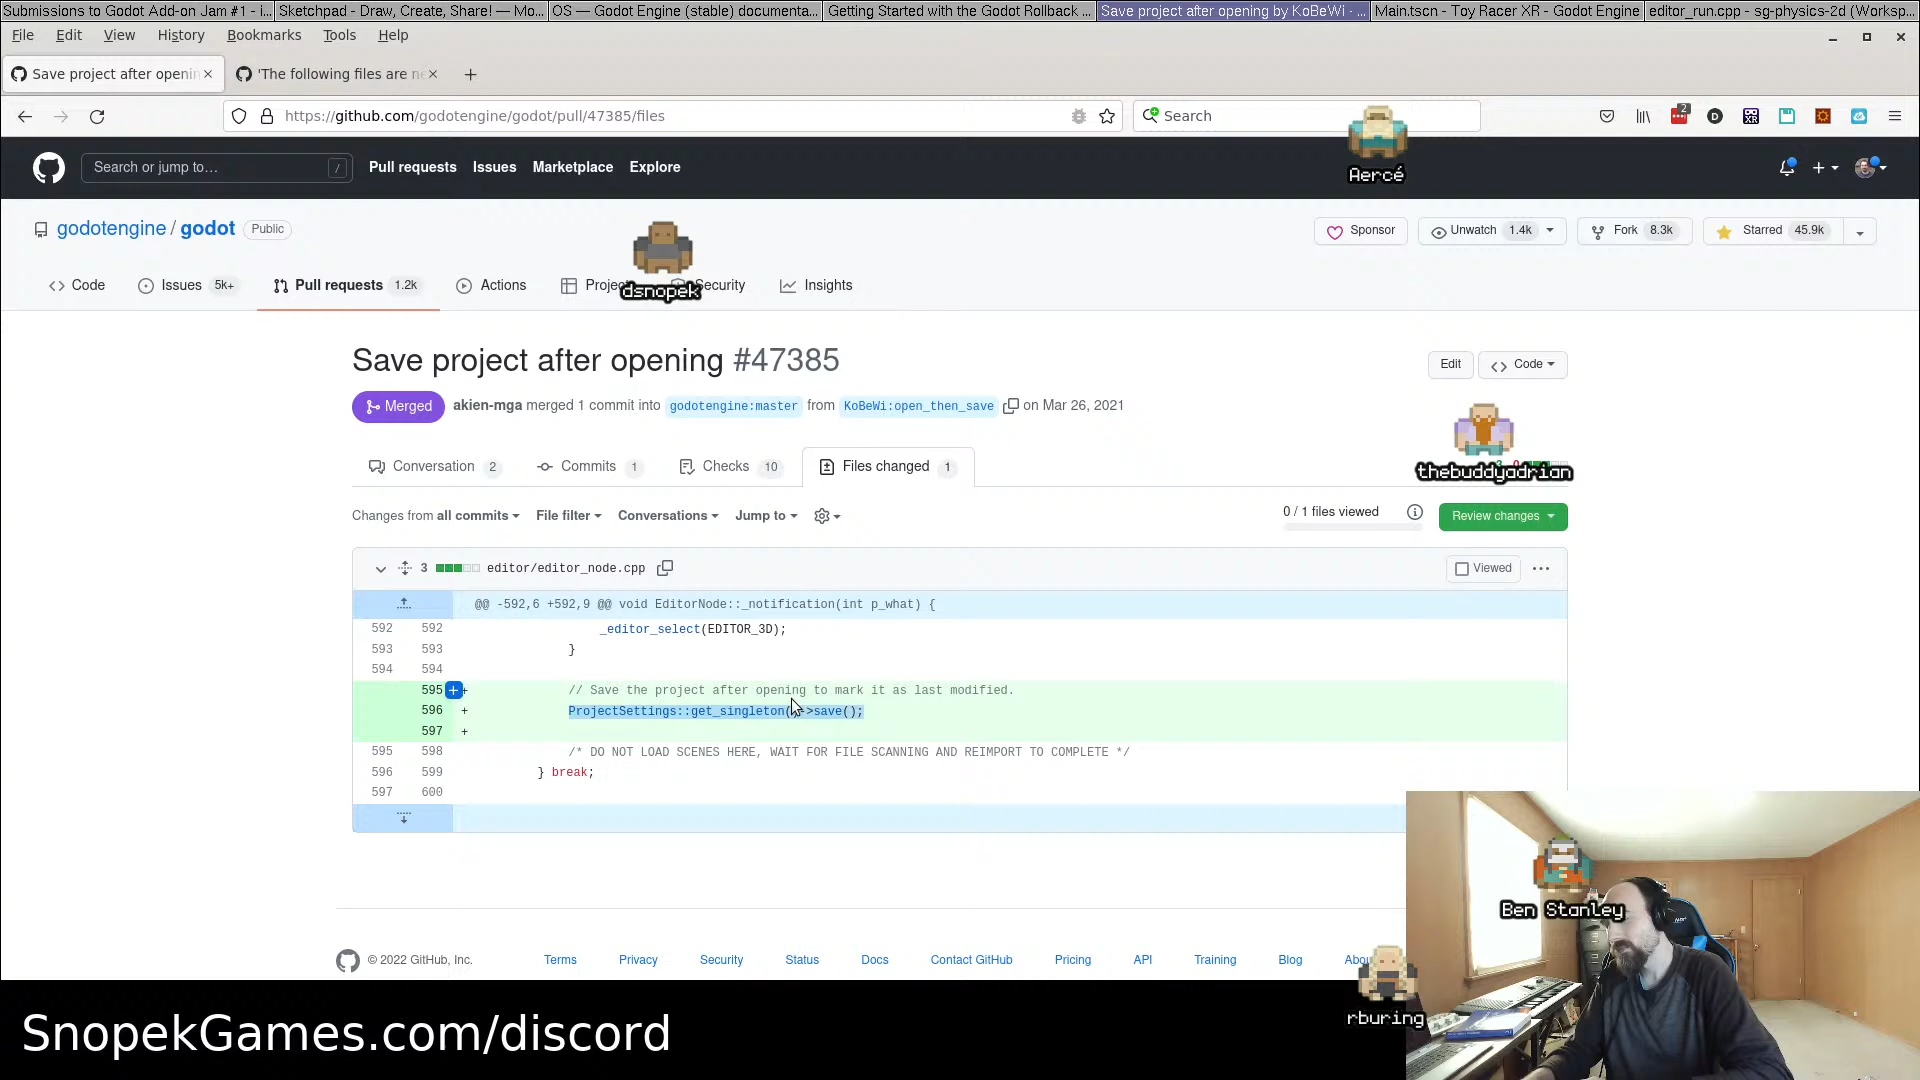 Submissions to Godot Add-on Jam #1 - i...
Sketchpad - Draw, Create, Share! — Mo...
OS — Godot Engine (stable) documenta...
Getting Started with the Godot Rollback ...
Save project after opening by KoBeWi · ...
Main.tscn - Toy Racer XR - Godot Engine
editor_run.cpp - sg-physics-2d (Worksp...
File Edit View History Bookmarks Tools Help
Save project after openin
'The following files are ne
https://github.com/godotengine/godot/pull/47385/files
Search
2
Aercé
Search or jump to…
/
Pull requests Issues Marketplace Explore
godotengine / godot Public
Sponsor
Unwatch 1.4k
Fork 8.3k
Starred 45.9k
dsnopek
Code
Issues 5k+
Pull requests 1.2k
Actions
Security
Insights
Save project after opening #47385
Edit
Code
Merged
akien-mga merged 1 commit into godotengine:master from KoBeWi:open_then_save on Mar 26, 2021
thebuddyadrian
Conversation 2
Commits 1
Checks 10
Files changed 1
Changes from all commits
File filter
Conversations
Jump to
0 / 1 files viewed
Review changes
3 editor/editor_node.cpp
Viewed
@@ -592,6 +592,9 @@ void EditorNode::_notification(int p_what) {
592 592 _editor_select(EDITOR_3D);
593 593 }
594 594
595 + // Save the project after opening to mark it as last modified.
596 + ProjectSettings::get_singleton()->save();
597 +
595 598 /* DO NOT LOAD SCENES HERE, WAIT FOR FILE SCANNING AND REIMPORT TO COMPLETE */
596 599 } break;
597 600
Ben Stanley
© 2022 GitHub, Inc.
Terms
Privacy
Security
Status
Docs
Contact GitHub
Pricing
API
Training
Blog
rburing
SnopekGames.com/discord